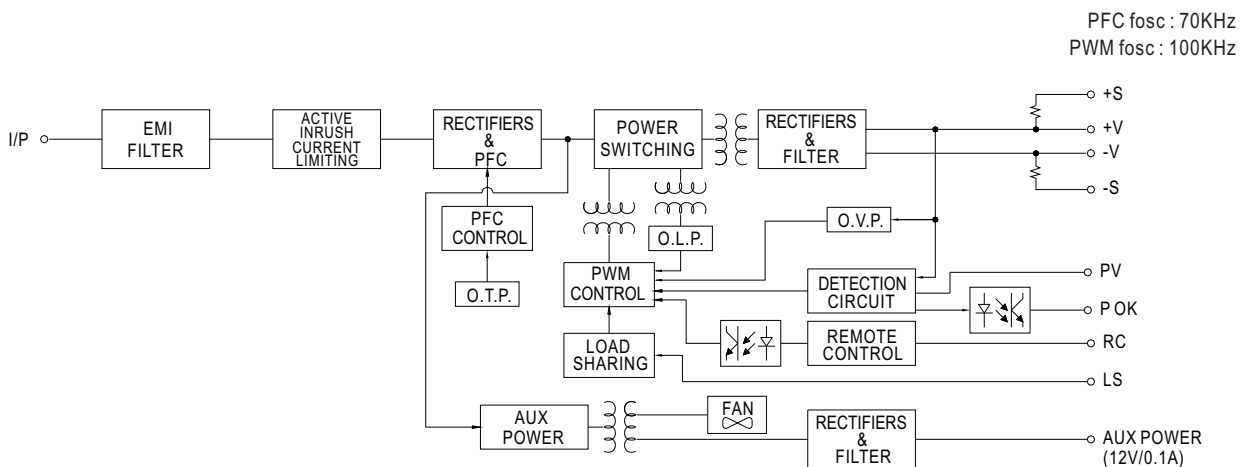 PFC fosc : 70KHz
PWM fosc : 100KHz
I/P
EMI
FILTER
ACTIVE
INRUSH
CURRENT
LIMITING
RECTIFIERS
&
PFC
POWER
SWITCHING
RECTIFIERS
&
FILTER
+S
+V
-V
-S
PFC
CONTROL
O.L.P.
O.V.P.
O.T.P.
PWM
CONTROL
DETECTION
CIRCUIT
PV
P OK
LOAD
SHARING
REMOTE
CONTROL
RC
LS
AUX
POWER
FAN
RECTIFIERS
&
FILTER
AUX POWER
(12V/0.1A)